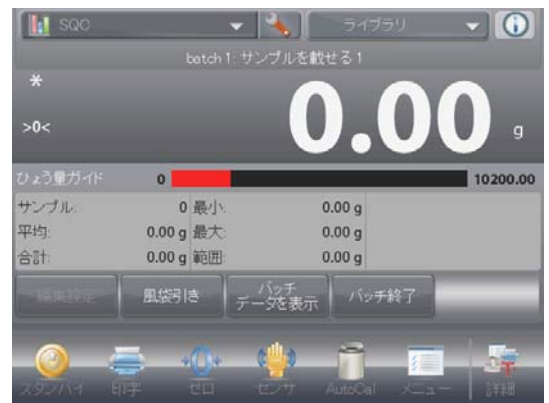 SQC ライブラリ
batch 1: サンプルを載せる 1
*
>0< 0.00 g
ひょう量ガイド 0 10200.00
サンプル: 0 最小: 0.00 g
平均: 0.00 g 最大: 0.00 g
合計: 0.00 g 範囲: 0.00 g
編集設定 風袋引き バッチ データを表示 バッチ終了
スタンバイ 印字 ゼロ センサ AutoCal メニュー 詳細